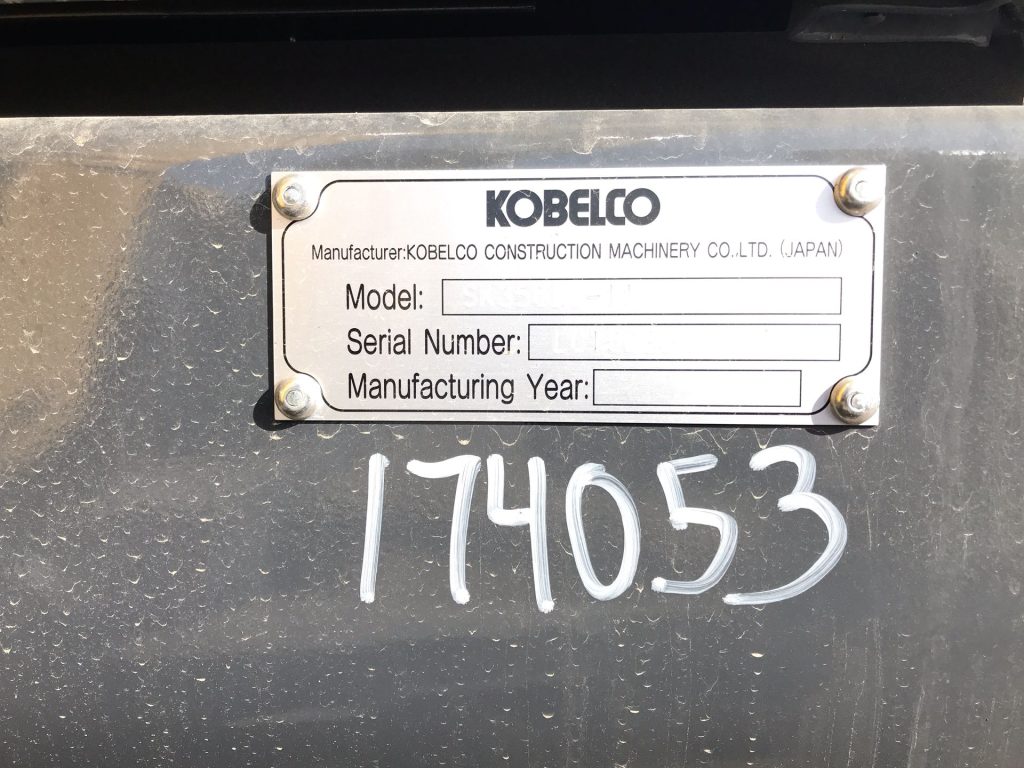 KOBELCO
Manufacturer:KOBELCO CONSTRUCTION MACHINERY CO.,LTD. (JAPAN)
Model:
Serial Number:
Manufacturing Year:
174053